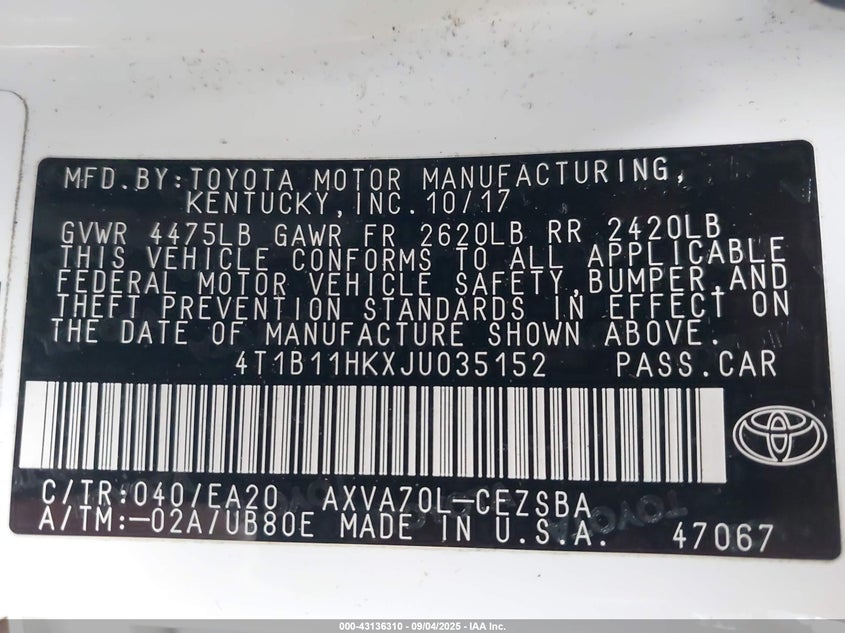 MFD.BY:TOYOTA MOTOR MANUFACTURING,
KENTUCKY,INC.10/17
GVWR 4475LB GAWR FR 2620LB RR 2420LB
THIS VEHICLE CONFORMS TO ALL APPLICABLE
FEDERAL MOTOR VEHICLE SAFETY,BUMPER,AND
THEFT PREVENTION STANDARDS IN EFFECT ON
THE DATE OF MANUFACTURE SHOWN ABOVE.
4T1B11HKXJU035152 PASS.CAR
C/TR:040/EA20 AXVA70L-CEZSBA
A/TM:-02A/UB80E MADE IN U.S.A. 47067
TOYOTA
000-43136310 | 09/04/2025 | IAA Inc.